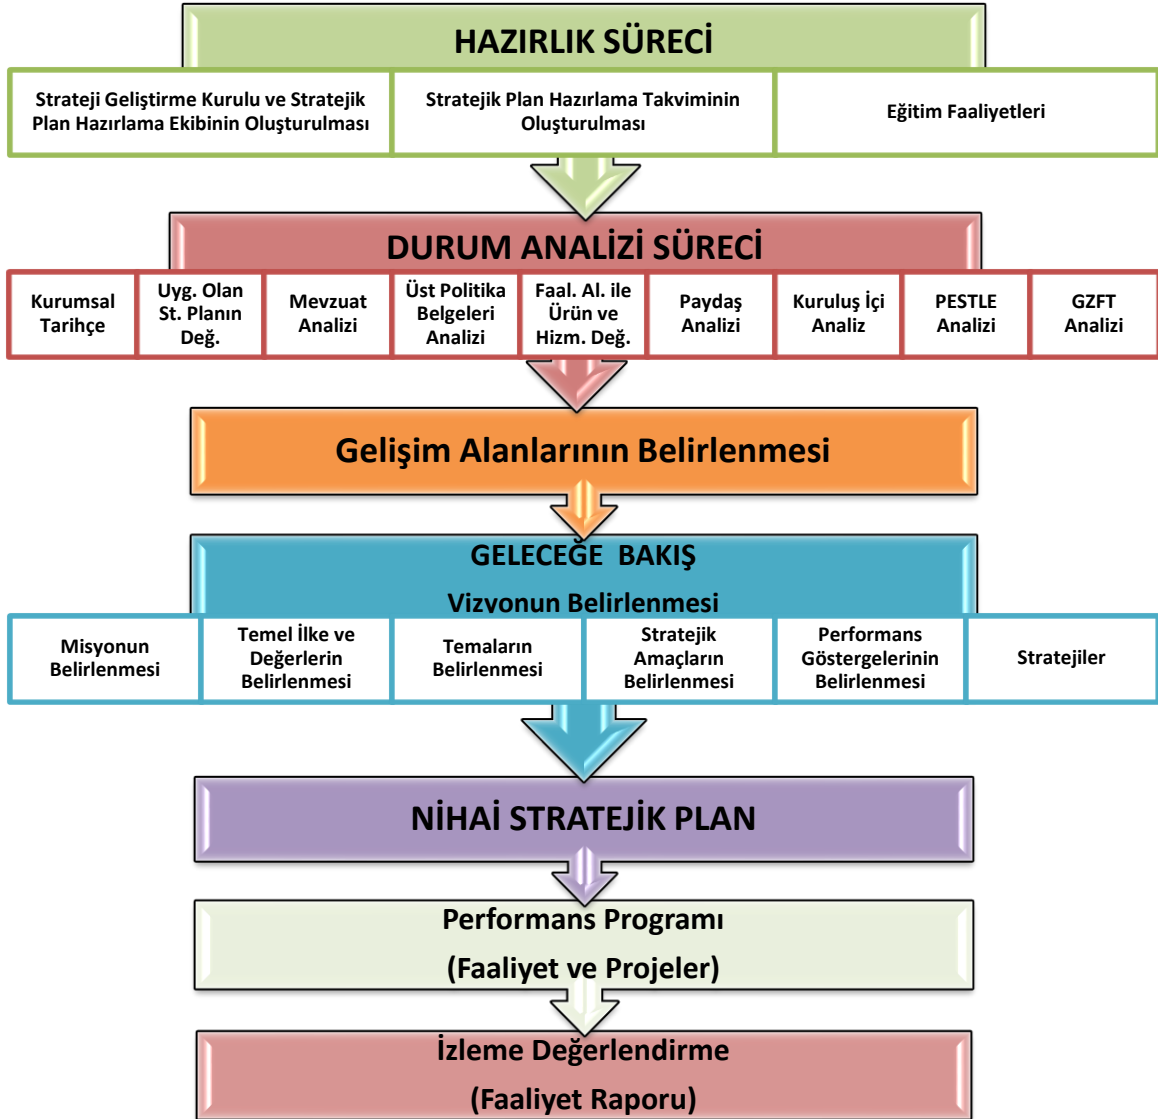 HAZIRLIK SÜRECİ
Strateji Geliştirme Kurulu ve Stratejik
Plan Hazırlama Ekibinin Oluşturulması
Stratejik Plan Hazırlama Takviminin
Oluşturulması
Eğitim Faaliyetleri
DURUM ANALİZİ SÜRECİ
Kurumsal
Tarihçe
Uyg. Olan
St. Planın
Değ.
Mevzuat
Analizi
Üst Politika
Belgeleri
Analizi
Faal. Al. ile
Ürün ve
Hizm. Değ.
Paydaş
Analizi
Kuruluş İçi
Analiz
PESTLE
Analizi
GZFT
Analizi
Gelişim Alanlarının Belirlenmesi
GELECEĞE BAKIŞ
Vizyonun Belirlenmesi
Misyonun
Belirlenmesi
Temel İlke ve
Değerlerin
Belirlenmesi
Temaların
Belirlenmesi
Stratejik
Amaçların
Belirlenmesi
Performans
Göstergelerinin
Belirlenmesi
Stratejiler
NİHAİ STRATEJİK PLAN
Performans Programı
(Faaliyet ve Projeler)
İzleme Değerlendirme
(Faaliyet Raporu)